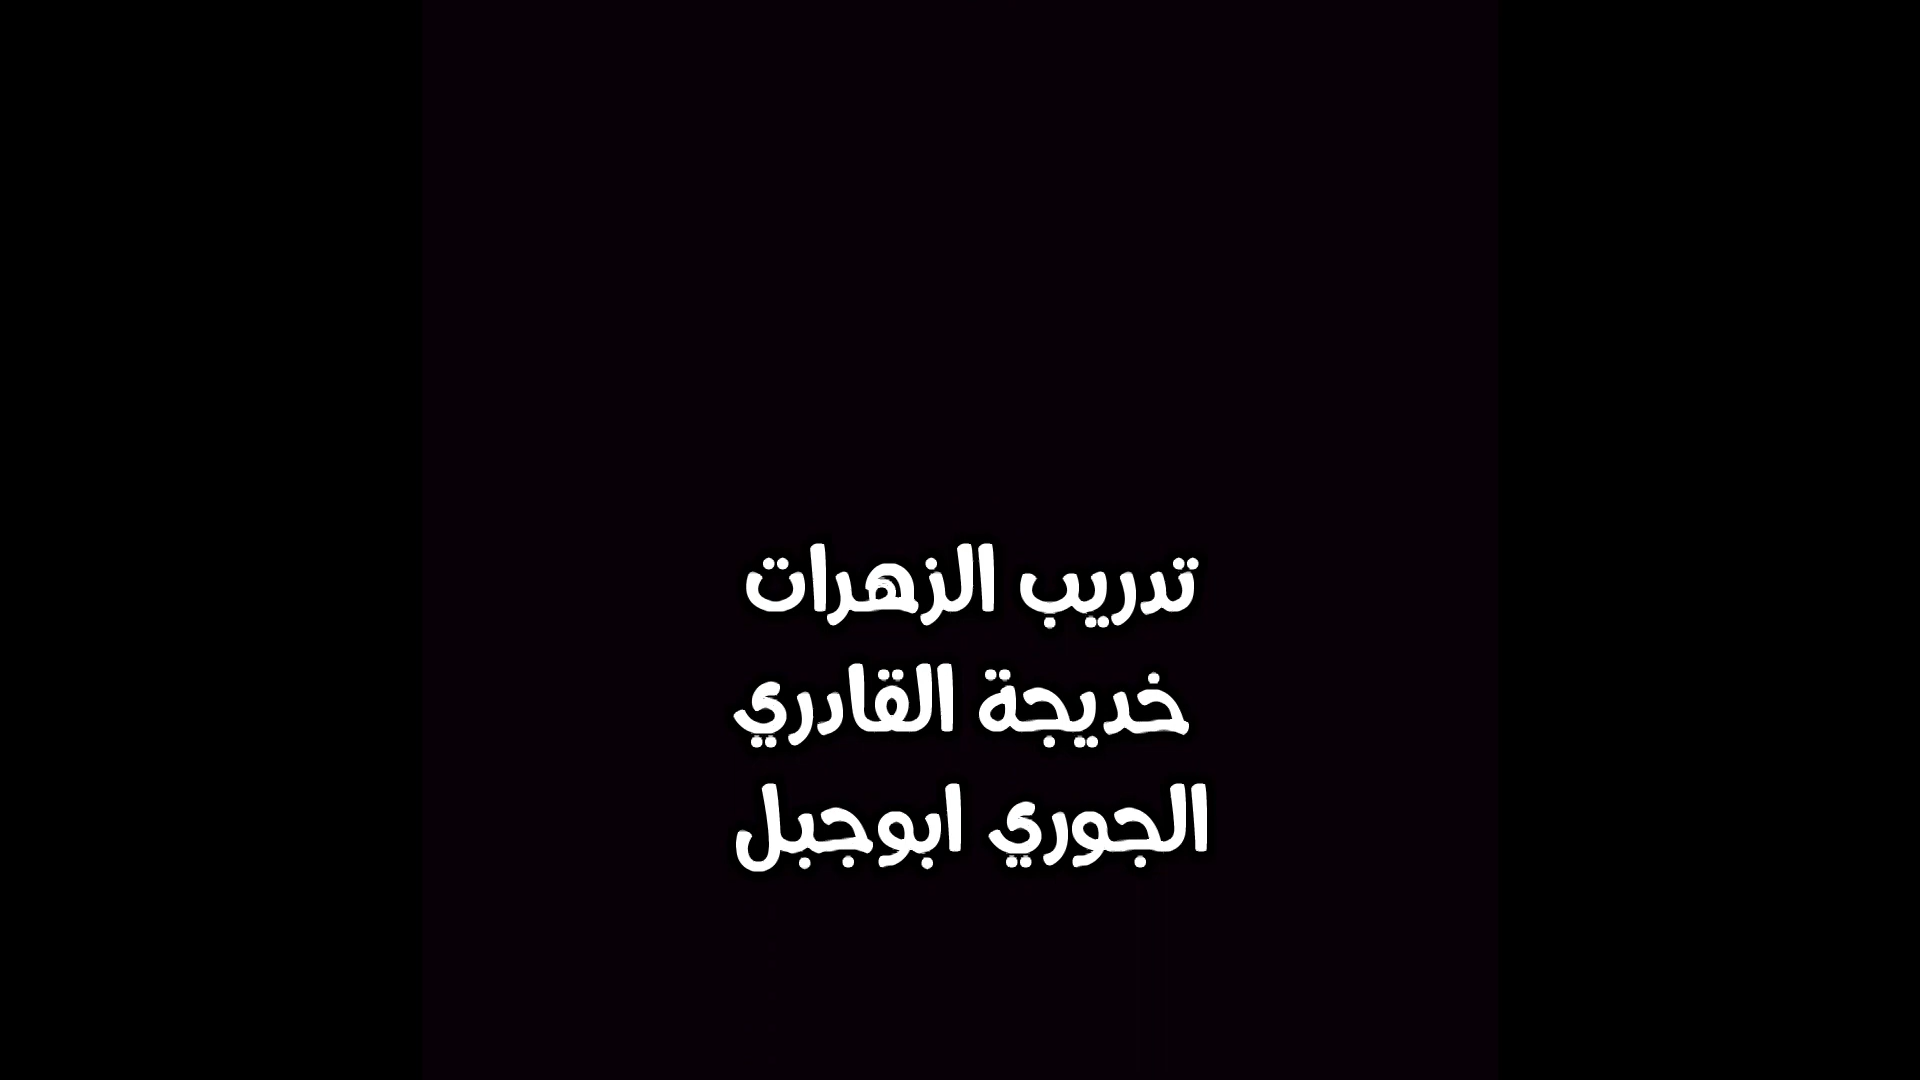 تدريب الزهرات
خديجة القادري
الجوري ابوجبل